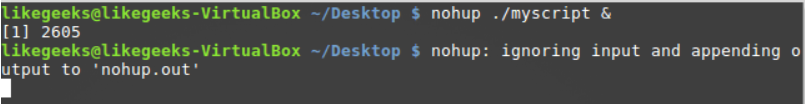 likegeeks@likegeeks-VirtualBox ~/Desktop $ nohup ./myscript &
[1] 2605
likegeeks@likegeeks-VirtualBox ~/Desktop $ nohup: ignoring input and appending o
utput to 'nohup.out'